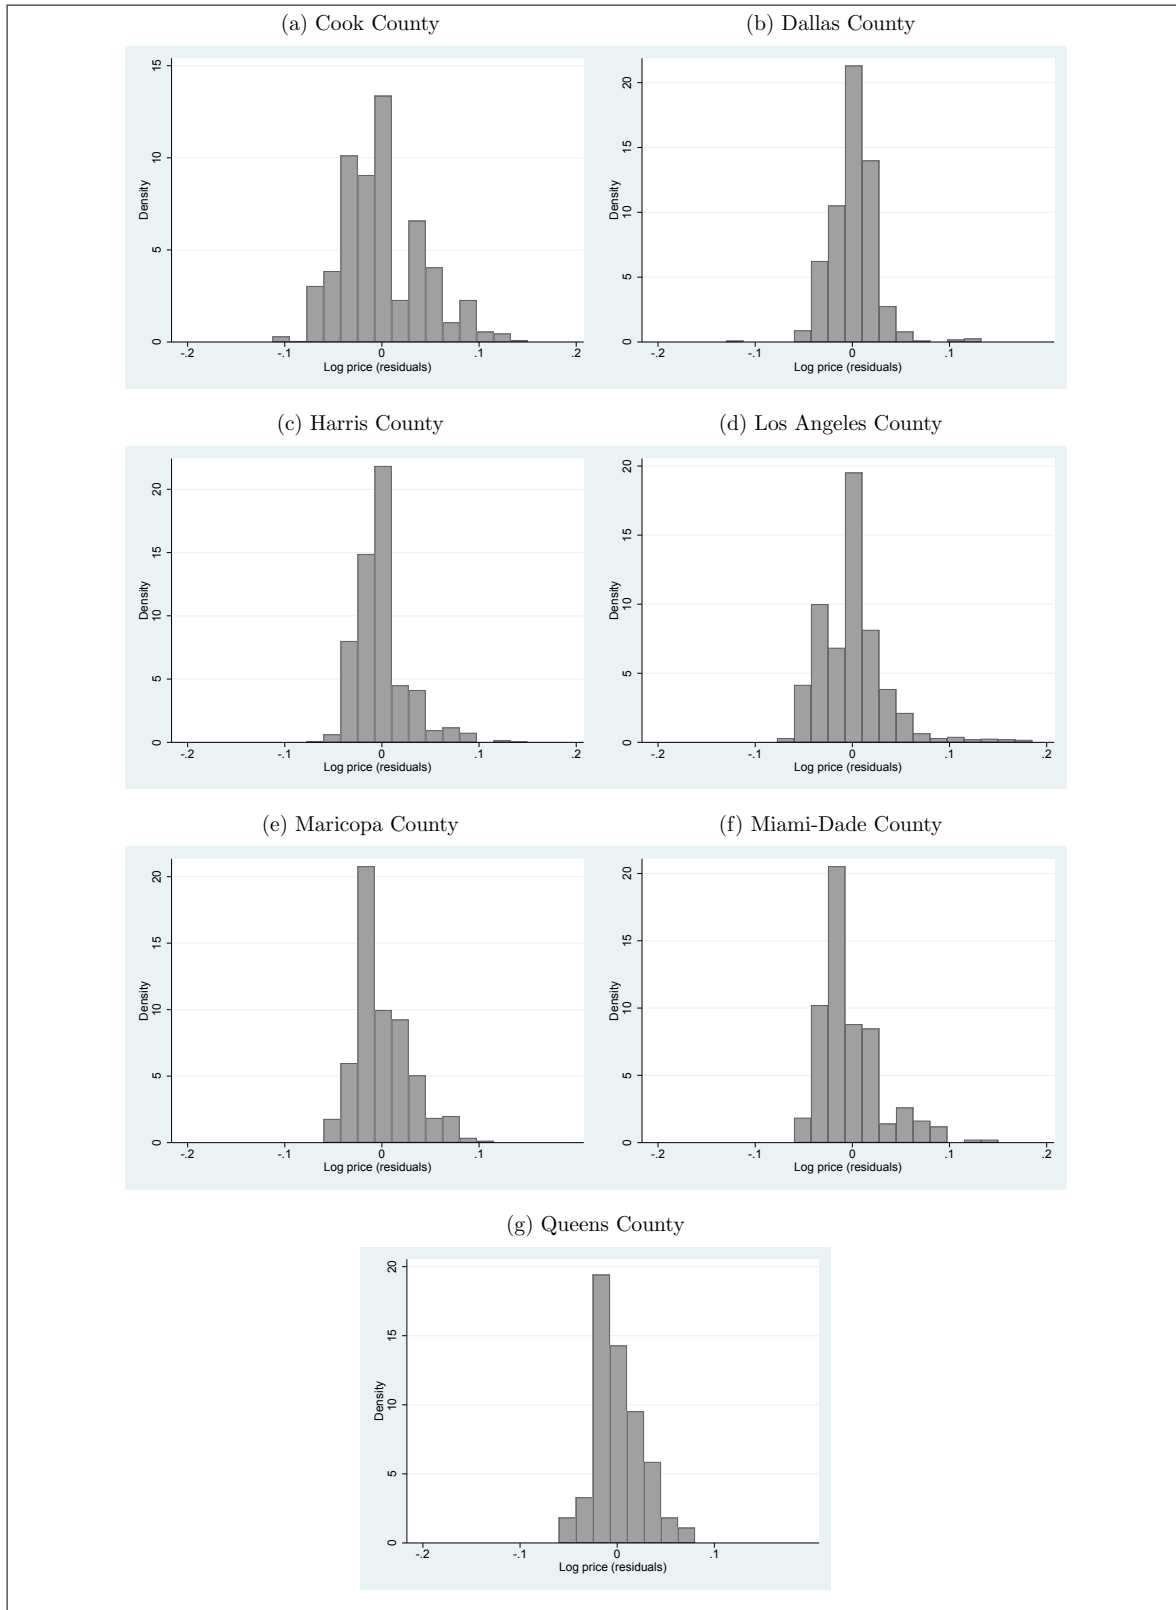 (a) Cook County
(b) Dallas County
15
10
5
0
Density
-.2 -.1 0 .1 .2
Log price (residuals)
20
15
10
5
0
Density
-.2 -.1 0 .1
Log price (residuals)
(c) Harris County
(d) Los Angeles County
20
15
10
5
0
Density
-.2 -.1 0 .1 .2
Log price (residuals)
20
15
10
5
0
Density
-.2 -.1 0 .1 .2
Log price (residuals)
(e) Maricopa County
(f) Miami-Dade County
20
15
10
5
0
Density
-.2 -.1 0 .1
Log price (residuals)
20
15
10
5
0
Density
-.2 -.1 0 .1 .2
Log price (residuals)
(g) Queens County
20
15
10
5
0
Density
-.2 -.1 0 .1
Log price (residuals)